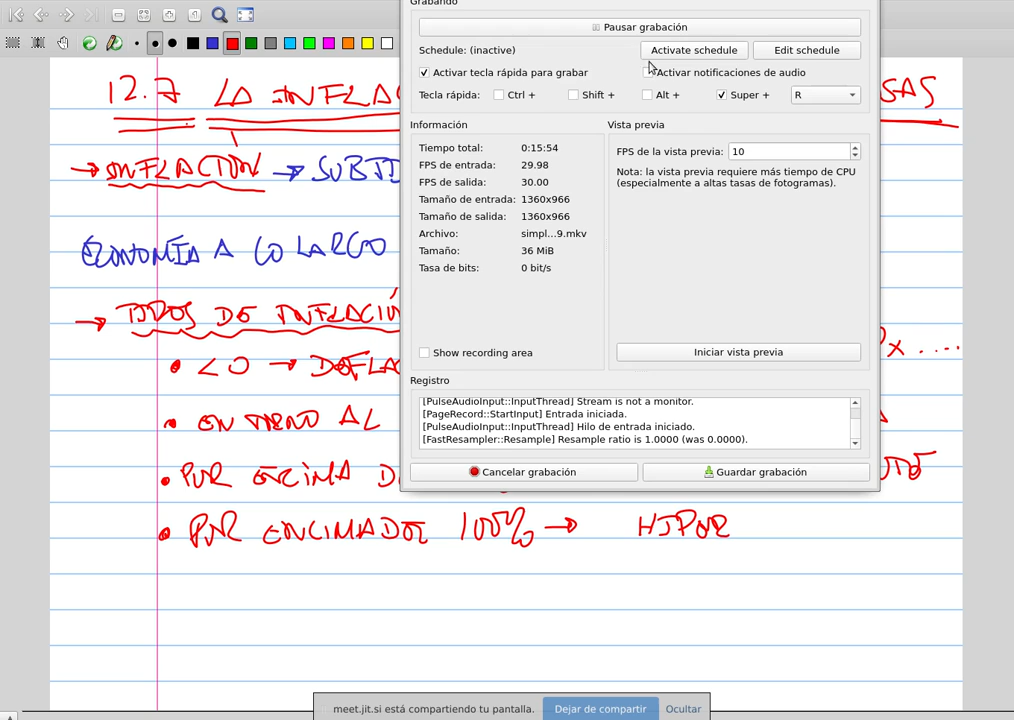 Grabando
Pausar grabación
Schedule: (inactive)
Activate schedule
Edit schedule
Activar tecla rápida para grabar
Activar notificaciones de audio
Tecla rápida:
Ctrl +
Shift +
Alt +
Super +
R
Información
Tiempo total: 0:15:54
FPS de entrada: 29.98
FPS de salida: 30.00
Tamaño de entrada: 1360x966
Tamaño de salida: 1360x966
Archivo: simpl...9.mkv
Tamaño: 36 MiB
Tasa de bits: 0 bit/s
Show recording area
Vista previa
FPS de la vista previa: 10
Nota: la vista previa requiere más tiempo de CPU
(especialmente a altas tasas de fotogramas).
Iniciar vista previa
Registro
[PulseAudioInput::InputThread] Stream is not a monitor.
[PageRecord::StartInput] Entrada iniciada.
[PulseAudioInput::InputThread] Hilo de entrada iniciado.
[FastResampler::Resample] Resample ratio is 1.0000 (was 0.0000).
Cancelar grabación
Guardar grabación
12.7 LA INFLAC
→ INFLACIÓN → SUBI
ECONOMÍA A LO LARGO
→ TIPOS DE INFLACIÓN
• <0 → DEFLAC
Px ....
• EN TORNO AL
• POR ENCIMA D
• POR ENCIMA DEL 100% → HIPER
meet.jit.si está compartiendo tu pantalla.
Dejar de compartir
Ocultar